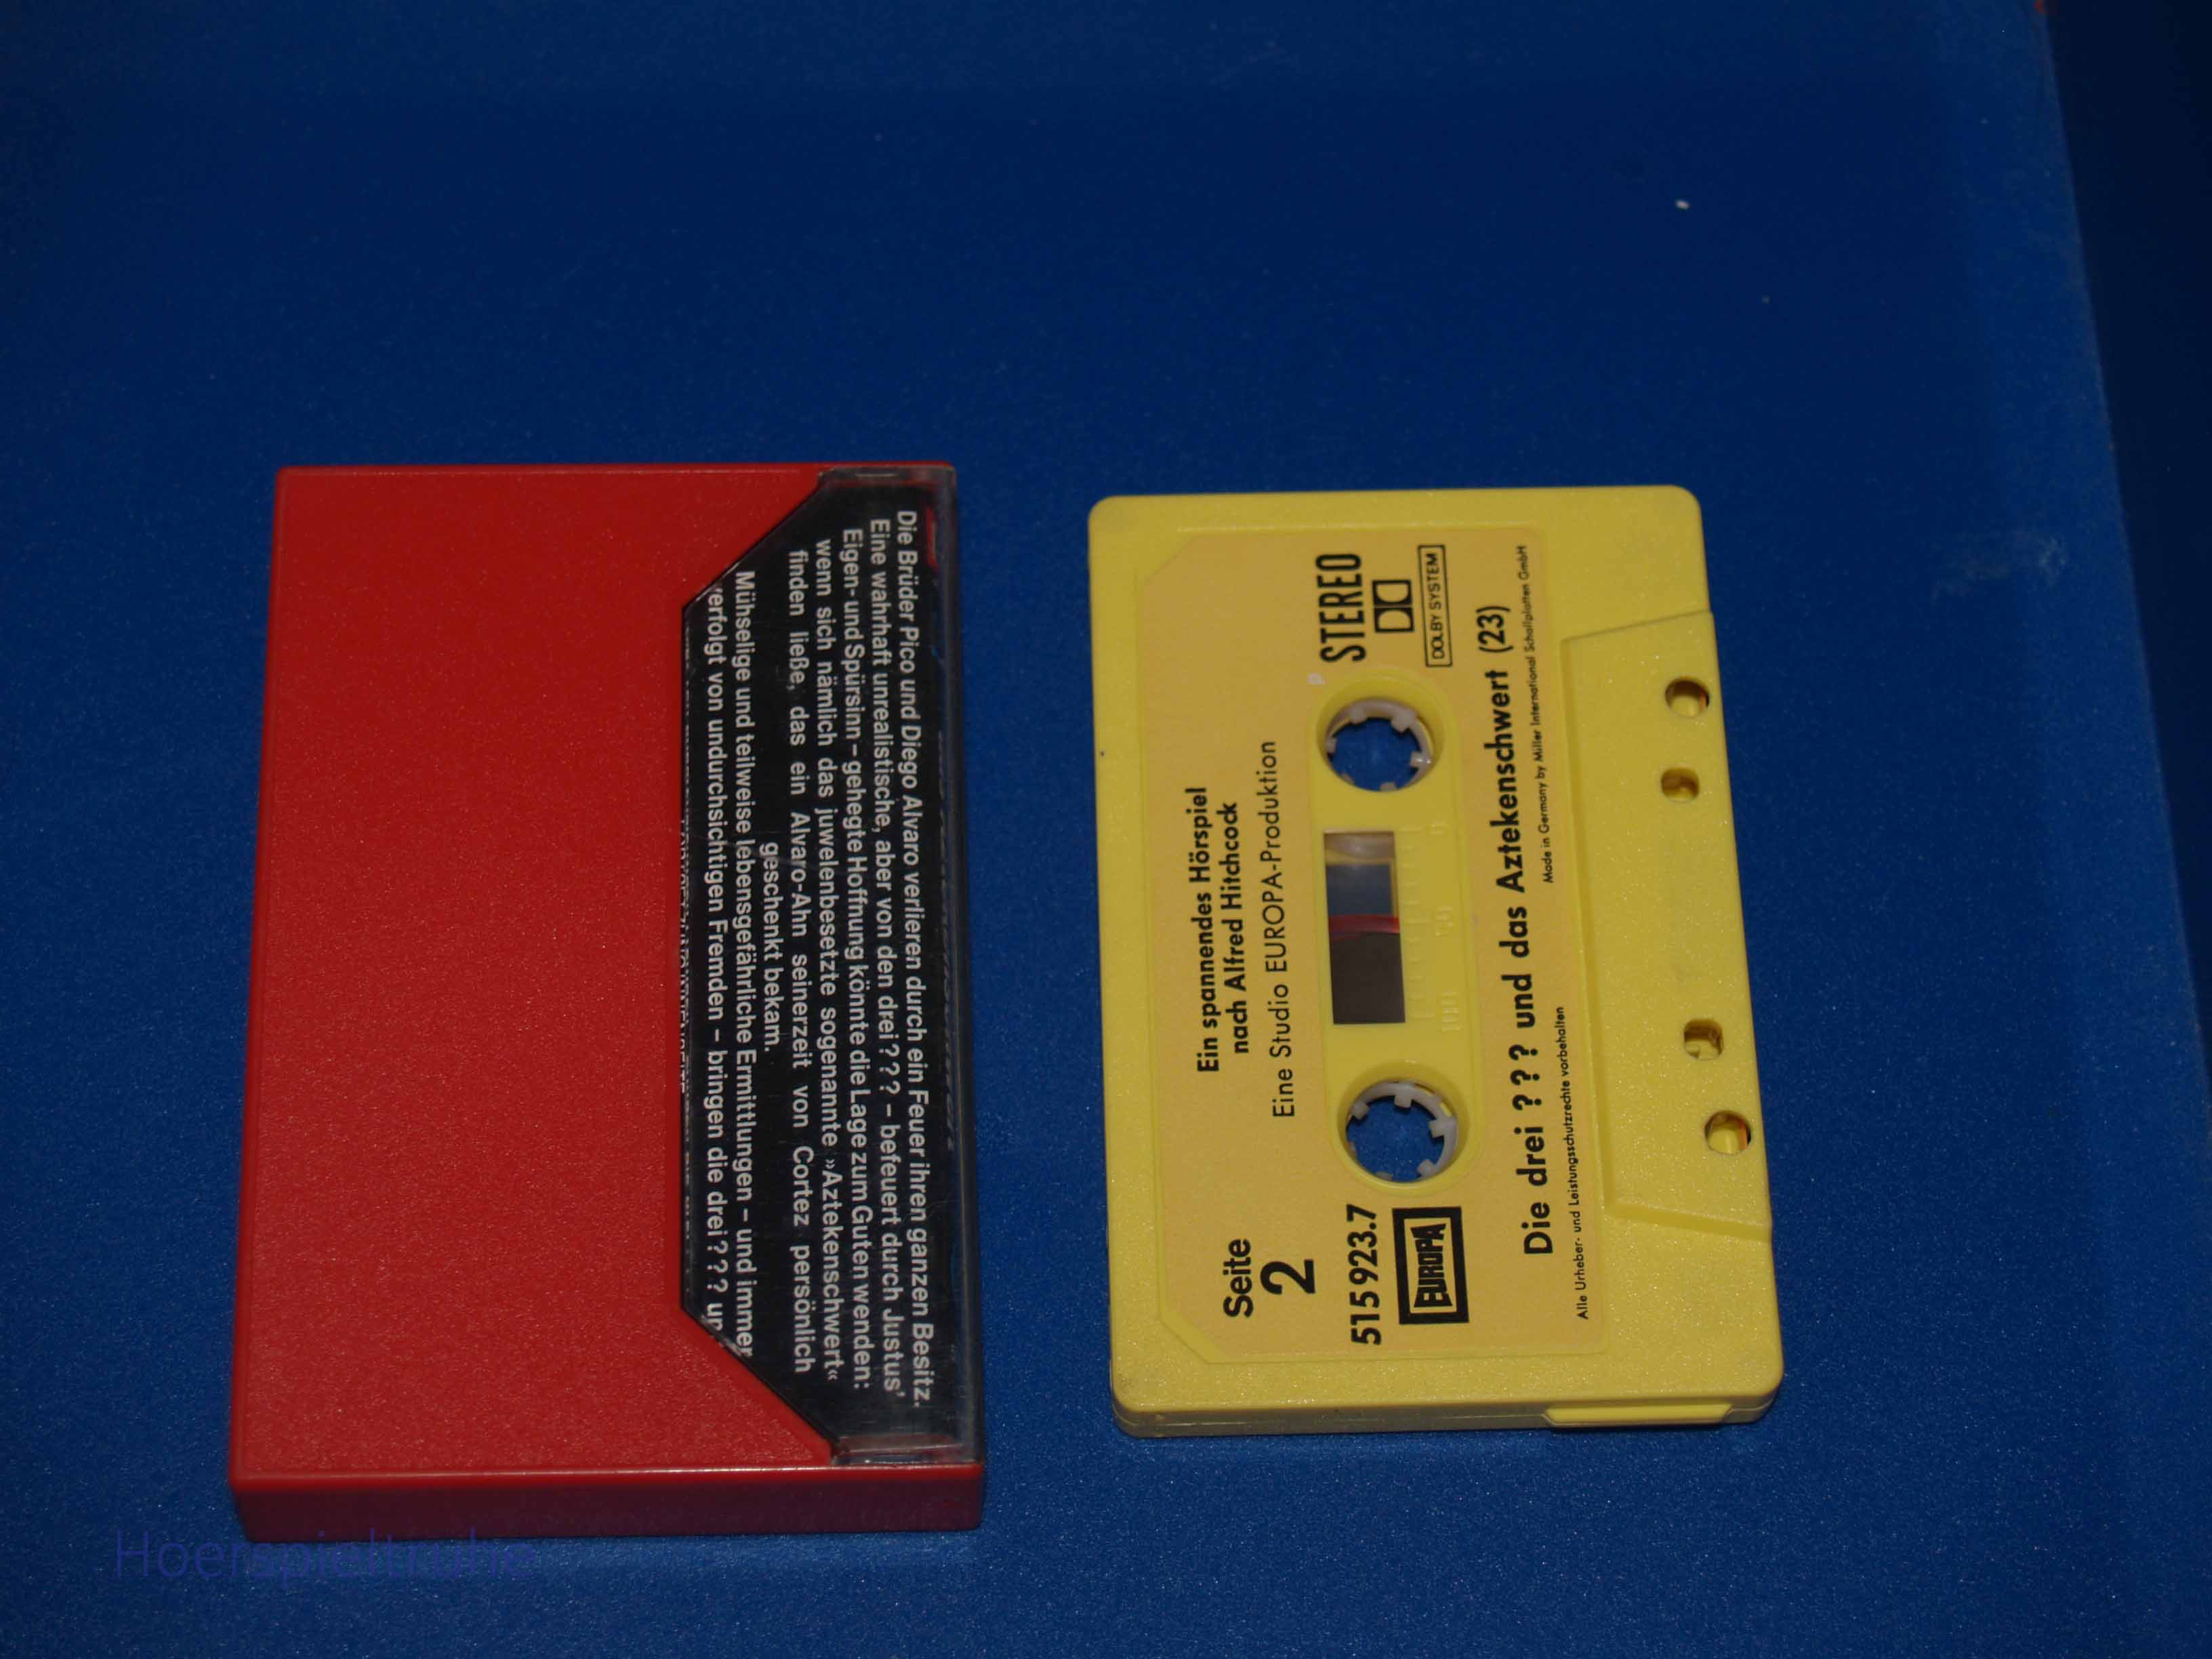 Die Brüder Pico und Diego Alvaro verlieren durch ein Feuer ihren ganzen Besitz.
Eine wahrhaft unrealistische, aber von den drei ? ? ? – befeuert durch Justus'
Eigen- und Spürsinn – gehegte Hoffnung könnte die Lage zum Guten wenden:
wenn sich nämlich das juwelenbesetzte sogenannte »Aztekenschwert«
finden ließe, das ein Alvaro-Ahn seinerzeit von Cortez persönlich
geschenkt bekam.
Mühselige und teilweise lebensgefährliche Ermittlungen – und immer
verfolgt von undurchsichtigen Fremden – bringen die drei ? ? ?
Ein spannendes Hörspiel
nach Alfred Hitchcock
Eine Studio EUROPA-Produktion
Seite
2
STEREO
DOLBY SYSTEM
515 923.7
EUROPA
Die drei ? ? ? und das Aztekenschwert (23)
Alle Urheber- und Leistungsschutzrechte vorbehalten
Made in Germany by Miller International Schallplatten GmbH
Hoerspieltruhe